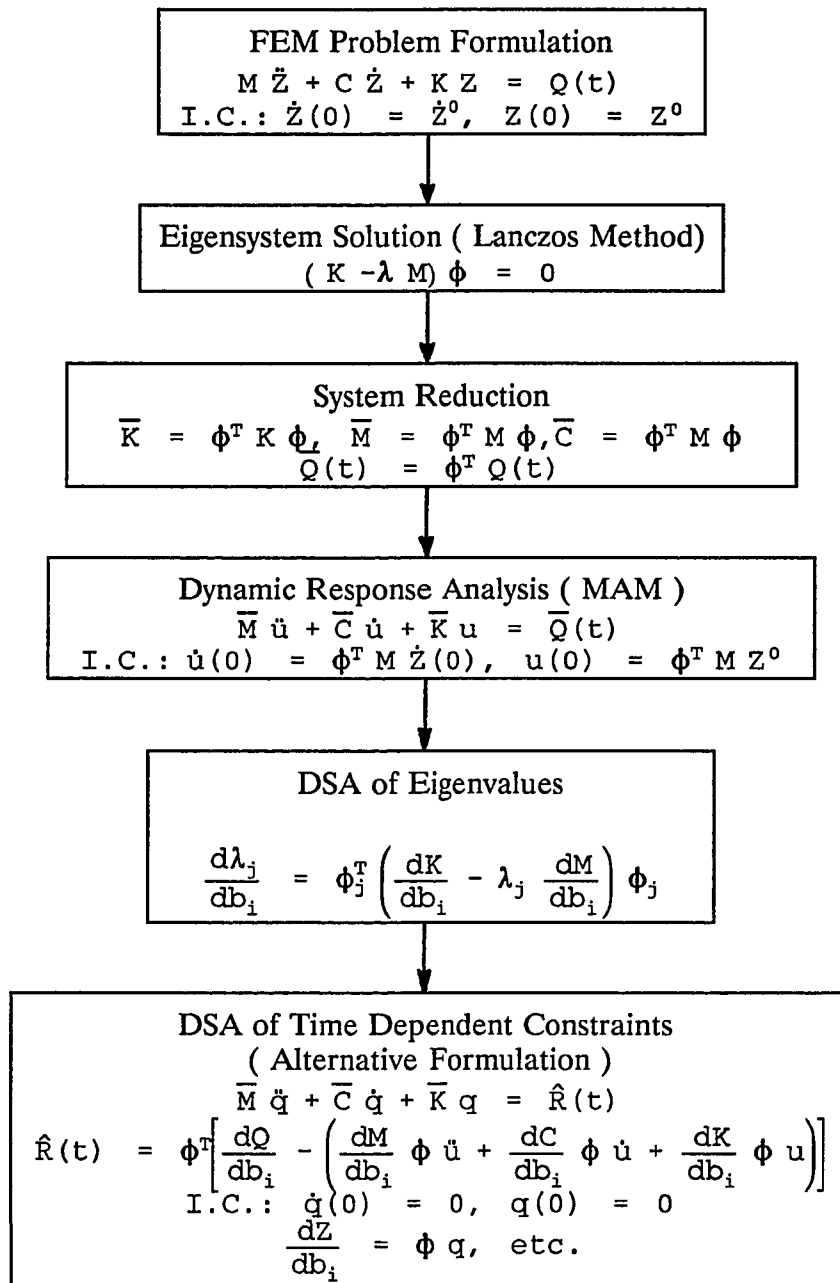 FEM Problem Formulation
M Z̈ + C Ż + K Z = Q(t)
I.C.: Ż(0) = Ż⁰, Z(0) = Z⁰
Eigensystem Solution ( Lanczos Method)
( K -λ M) ϕ = 0
System Reduction
K̅ = ϕᵀ K ϕ, M̅ = ϕᵀ M ϕ, C̅ = ϕᵀ M ϕ
Q̅(t) = ϕᵀ Q(t)
Dynamic Response Analysis ( MAM )
M̅ ü + C̅ u̇ + K̅ u = Q̅(t)
I.C.: u̇(0) = ϕᵀ M Ż(0), u(0) = ϕᵀ M Z⁰
DSA of Eigenvalues
dλⱼ/dbᵢ = ϕⱼᵀ ( dK/dbᵢ - λⱼ dM/dbᵢ ) ϕⱼ
DSA of Time Dependent Constraints
( Alternative Formulation )
M̅ q̈ + C̅ q̇ + K̅ q = R̂(t)
R̂(t) = ϕᵀ[ dQ/dbᵢ - ( dM/dbᵢ ϕ ü + dC/dbᵢ ϕ u̇ + dK/dbᵢ ϕ u ) ]
I.C.: q̇(0) = 0, q(0) = 0
dZ/dbᵢ = ϕ q, etc.